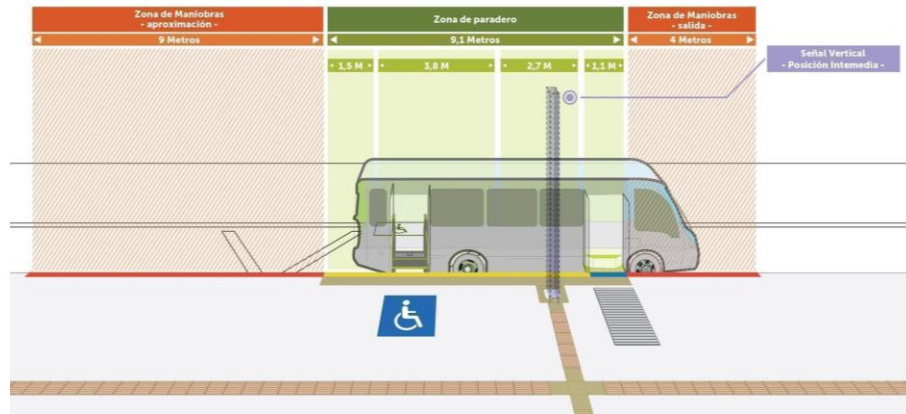 Zona de Maniobras
- aproximación -
9 Metros
Zona de paradero
9,1 Metros
Zona de Maniobras
- salida -
4 Metros
1,5 M
3,8 M
2,7 M
1,1 M
Señal Vertical
- Posición Intemedia -